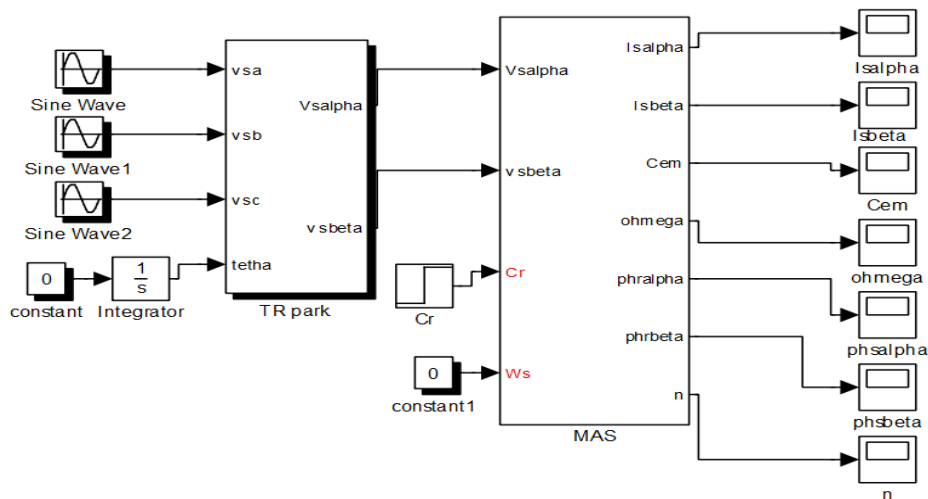 vsa
Sine Wave
vsb
Sine Wave1
vsc
Sine Wave2
0
constant
1
s
Integrator
tetha
Vsalpha
vsbeta
TR park
Cr
0
constant1
Vsalpha
vsbeta
Cr
Ws
Isalpha
Isbeta
Cem
ohmega
phralpha
phrbeta
n
MAS
Isalpha
Isbeta
Cem
ohmega
phsalpha
phsbeta
n